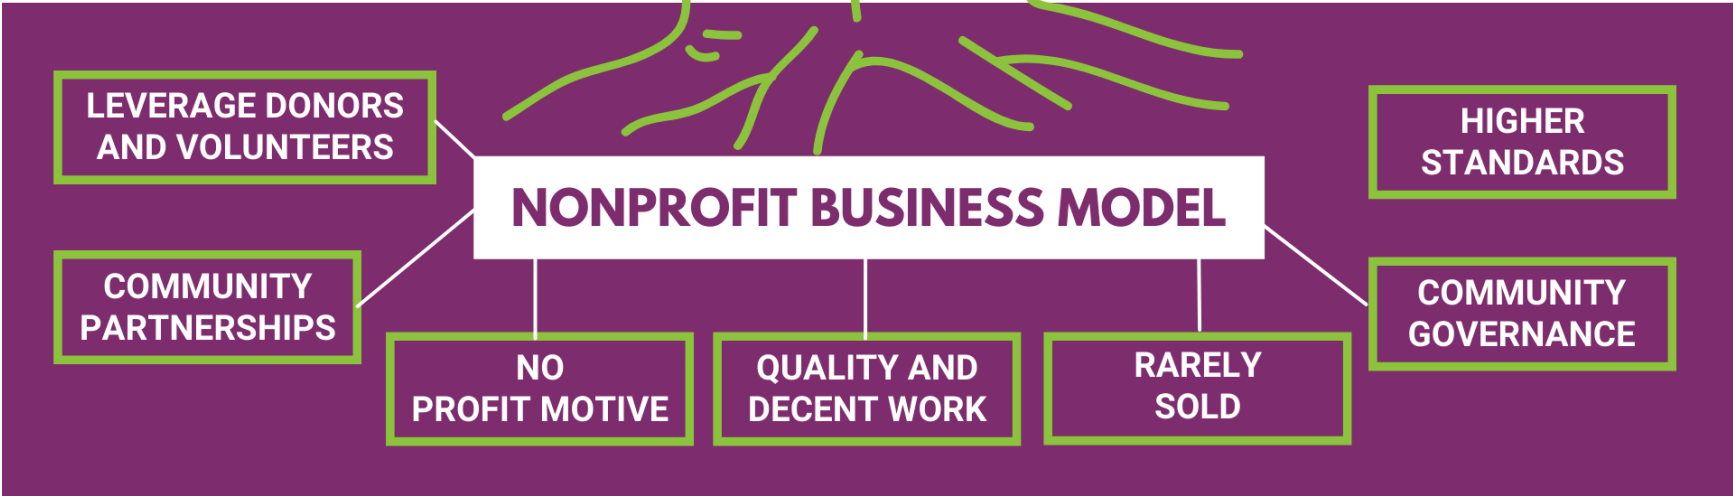 LEVERAGE DONORS
AND VOLUNTEERS
HIGHER
STANDARDS
NONPROFIT BUSINESS MODEL
COMMUNITY
PARTNERSHIPS
COMMUNITY
GOVERNANCE
NO
PROFIT MOTIVE
QUALITY AND
DECENT WORK
RARELY
SOLD